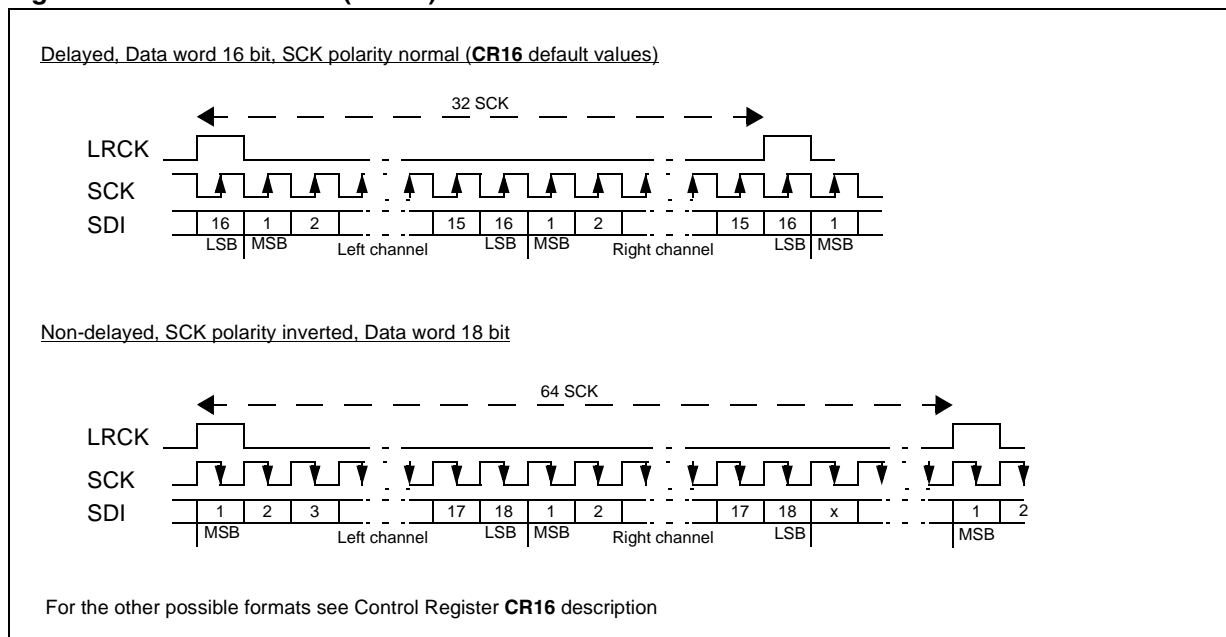 Delayed, Data word 16 bit, SCK polarity normal (CR16 default values)
32 SCK
LRCK
SCK
SDI 16 1 2 15 16 1 2 15 16 1
LSB MSB Left channel LSB MSB Right channel LSB MSB
Non-delayed, SCK polarity inverted, Data word 18 bit
64 SCK
LRCK
SCK
SDI 1 2 3 17 18 1 2 17 18 x 1 2
MSB Left channel LSB MSB Right channel LSB MSB
For the other possible formats see Control Register CR16 description